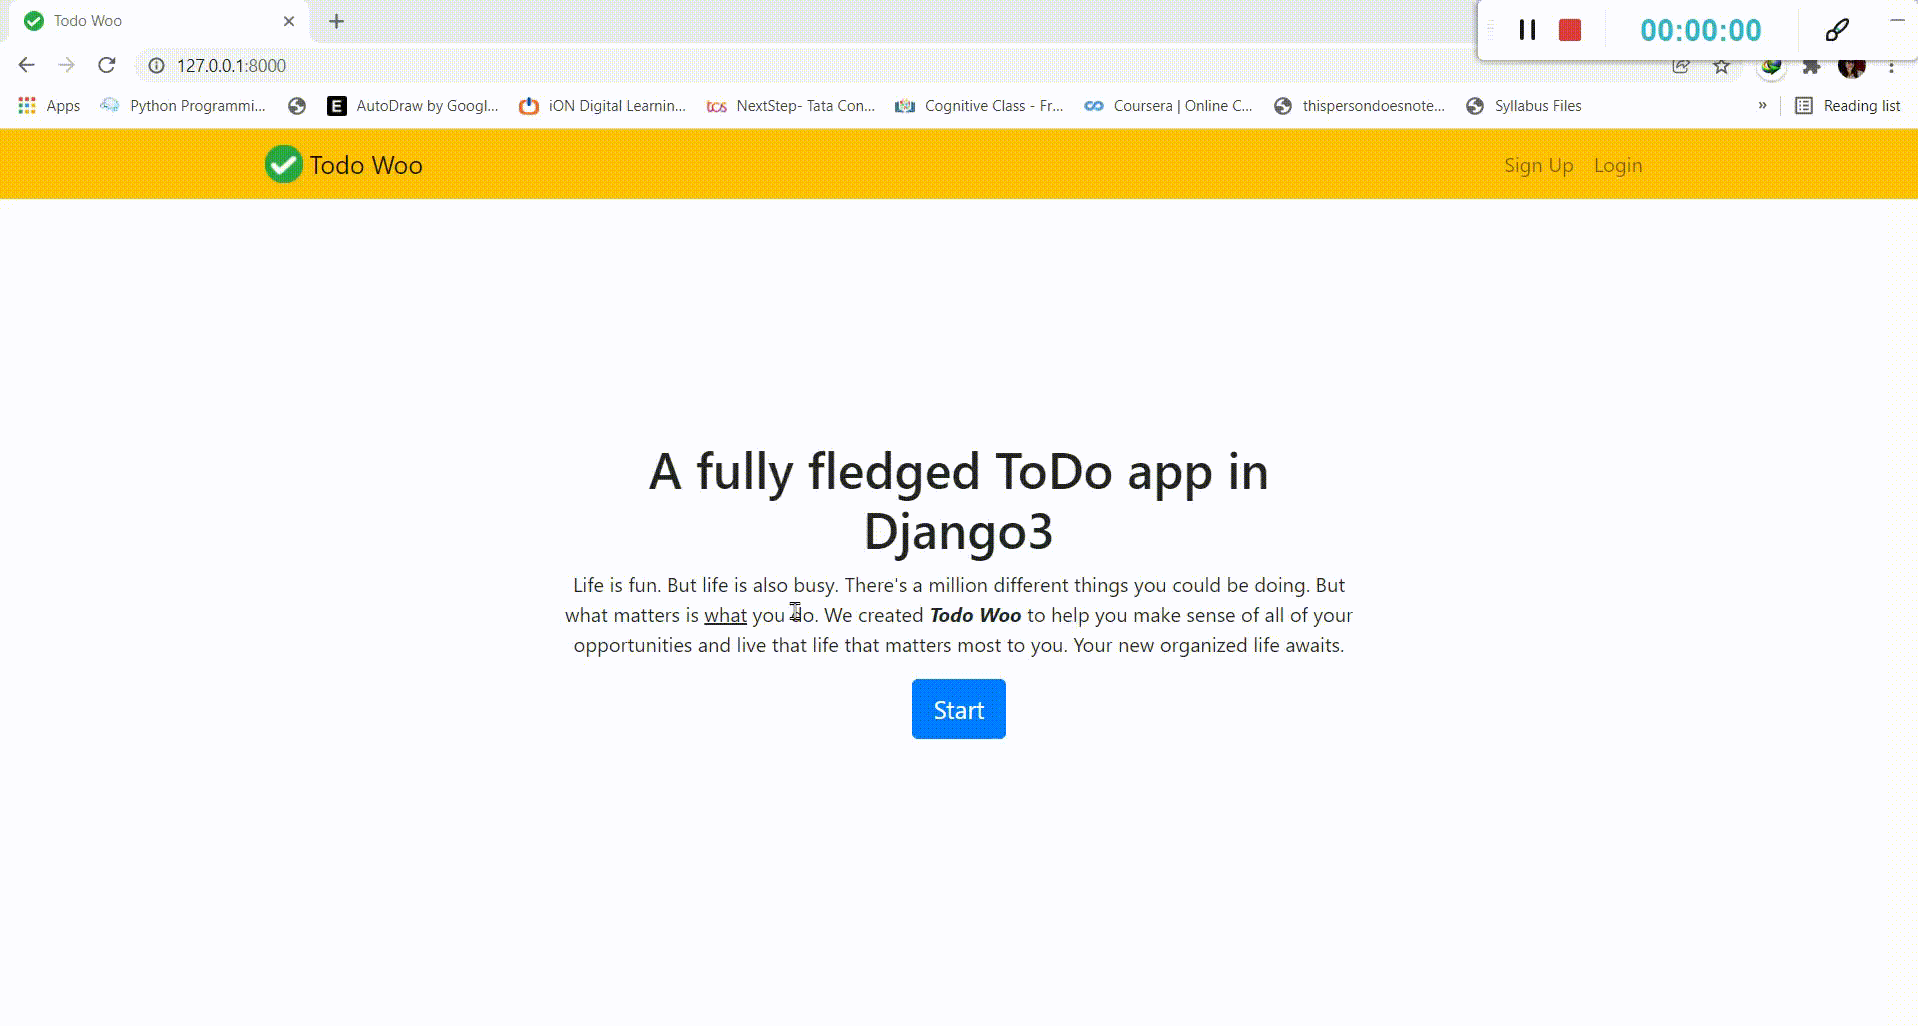 Todo Woo
00:00:00
127.0.0.1:8000
Apps Python Programmi... AutoDraw by Googl... iON Digital Learnin... tcs NextStep- Tata Con... Cognitive Class - Fr... Coursera | Online C... thispersondoesnote... Syllabus Files » Reading list
Todo Woo Sign Up Login
A fully fledged ToDo app in
Django3
Life is fun. But life is also busy. There's a million different things you could be doing. But
what matters is what you do. We created Todo Woo to help you make sense of all of your
opportunities and live that life that matters most to you. Your new organized life awaits.
Start